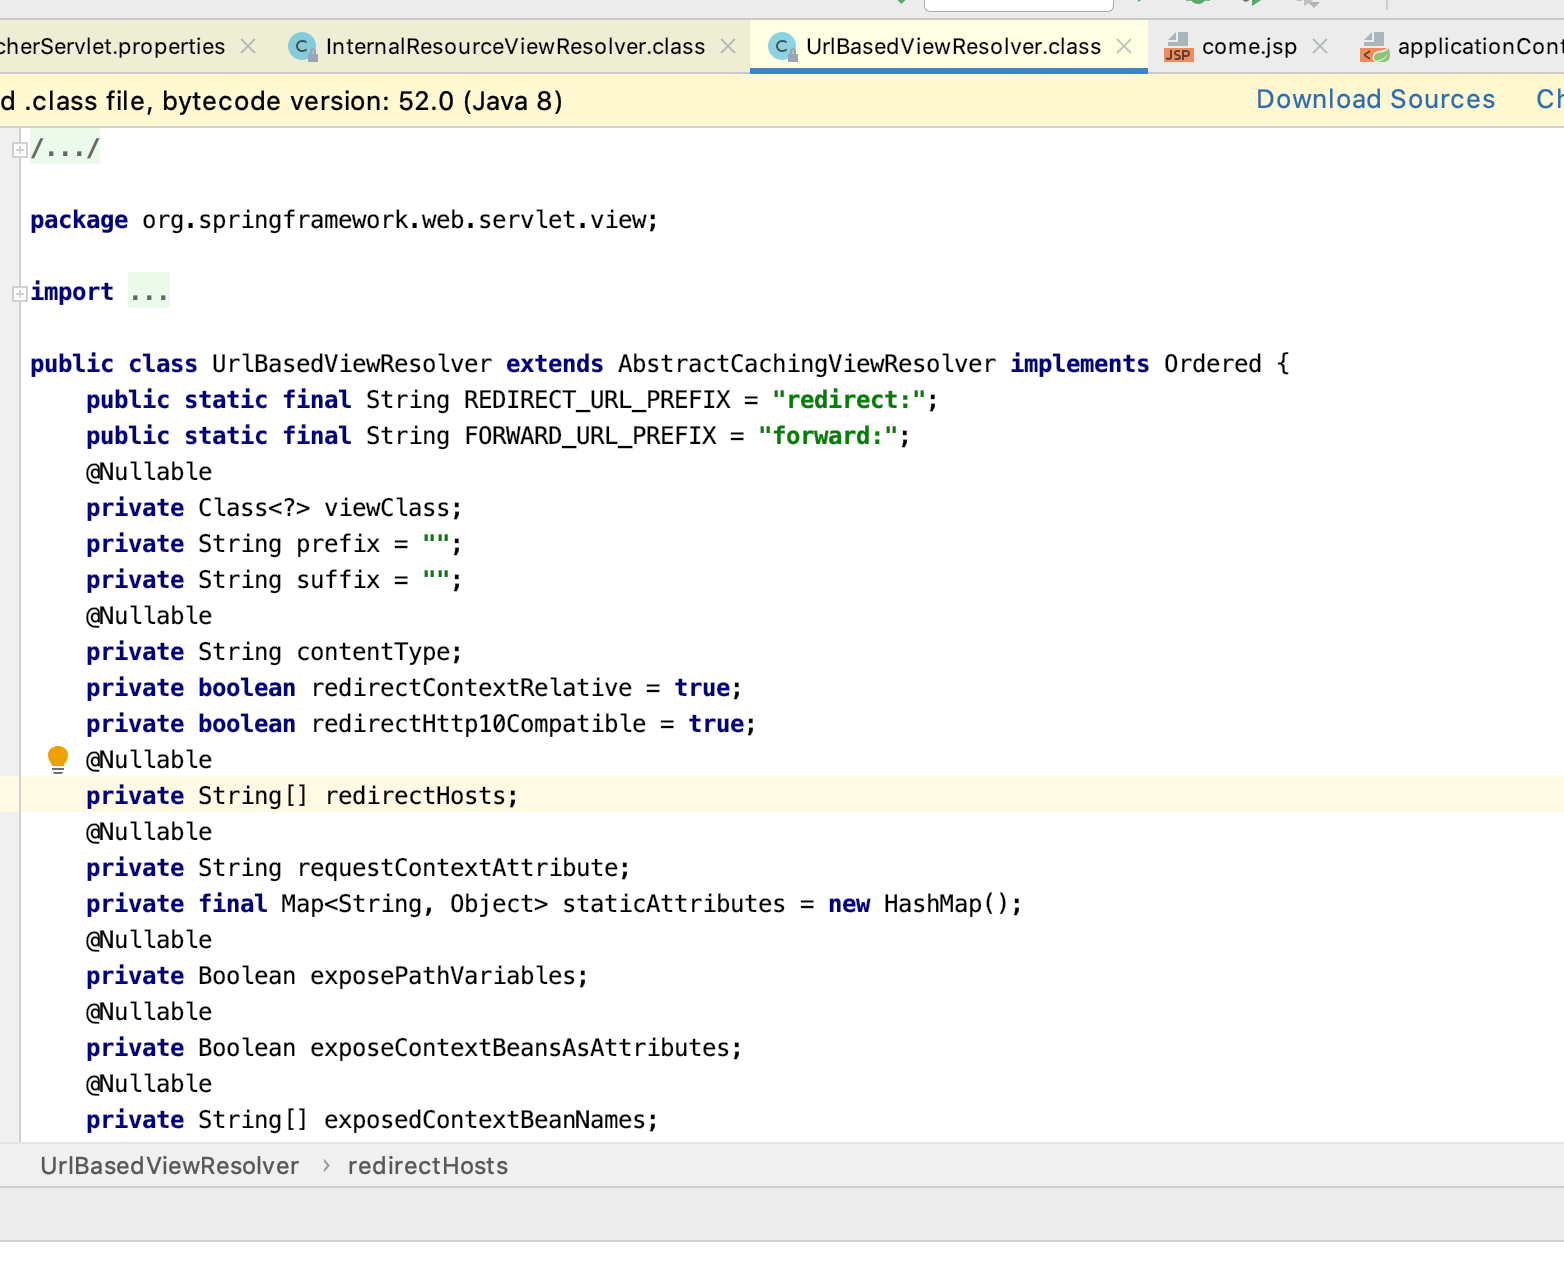 cherServlet.properties InternalResourceViewResolver.class UrlBasedViewResolver.class come.jsp applicationCont
d .class file, bytecode version: 52.0 (Java 8) Download Sources Ch
/.../
package org.springframework.web.servlet.view;
import ...
public class UrlBasedViewResolver extends AbstractCachingViewResolver implements Ordered {
public static final String REDIRECT_URL_PREFIX = "redirect:";
public static final String FORWARD_URL_PREFIX = "forward:";
@Nullable
private Class<?> viewClass;
private String prefix = "";
private String suffix = "";
@Nullable
private String contentType;
private boolean redirectContextRelative = true;
private boolean redirectHttp10Compatible = true;
@Nullable
private String[] redirectHosts;
@Nullable
private String requestContextAttribute;
private final Map<String, Object> staticAttributes = new HashMap();
@Nullable
private Boolean exposePathVariables;
@Nullable
private Boolean exposeContextBeansAsAttributes;
@Nullable
private String[] exposedContextBeanNames;
UrlBasedViewResolver › redirectHosts